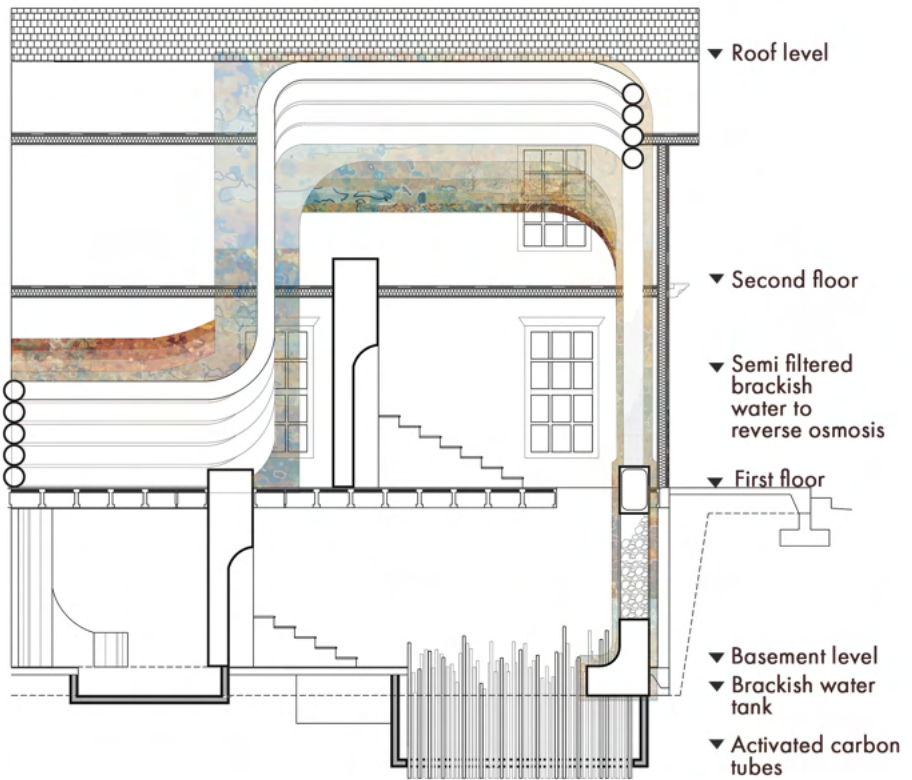 Roof level
Second floor
Semi filtered
brackish
water to
reverse osmosis
First floor
Basement level
Brackish water
tank
Activated carbon
tubes